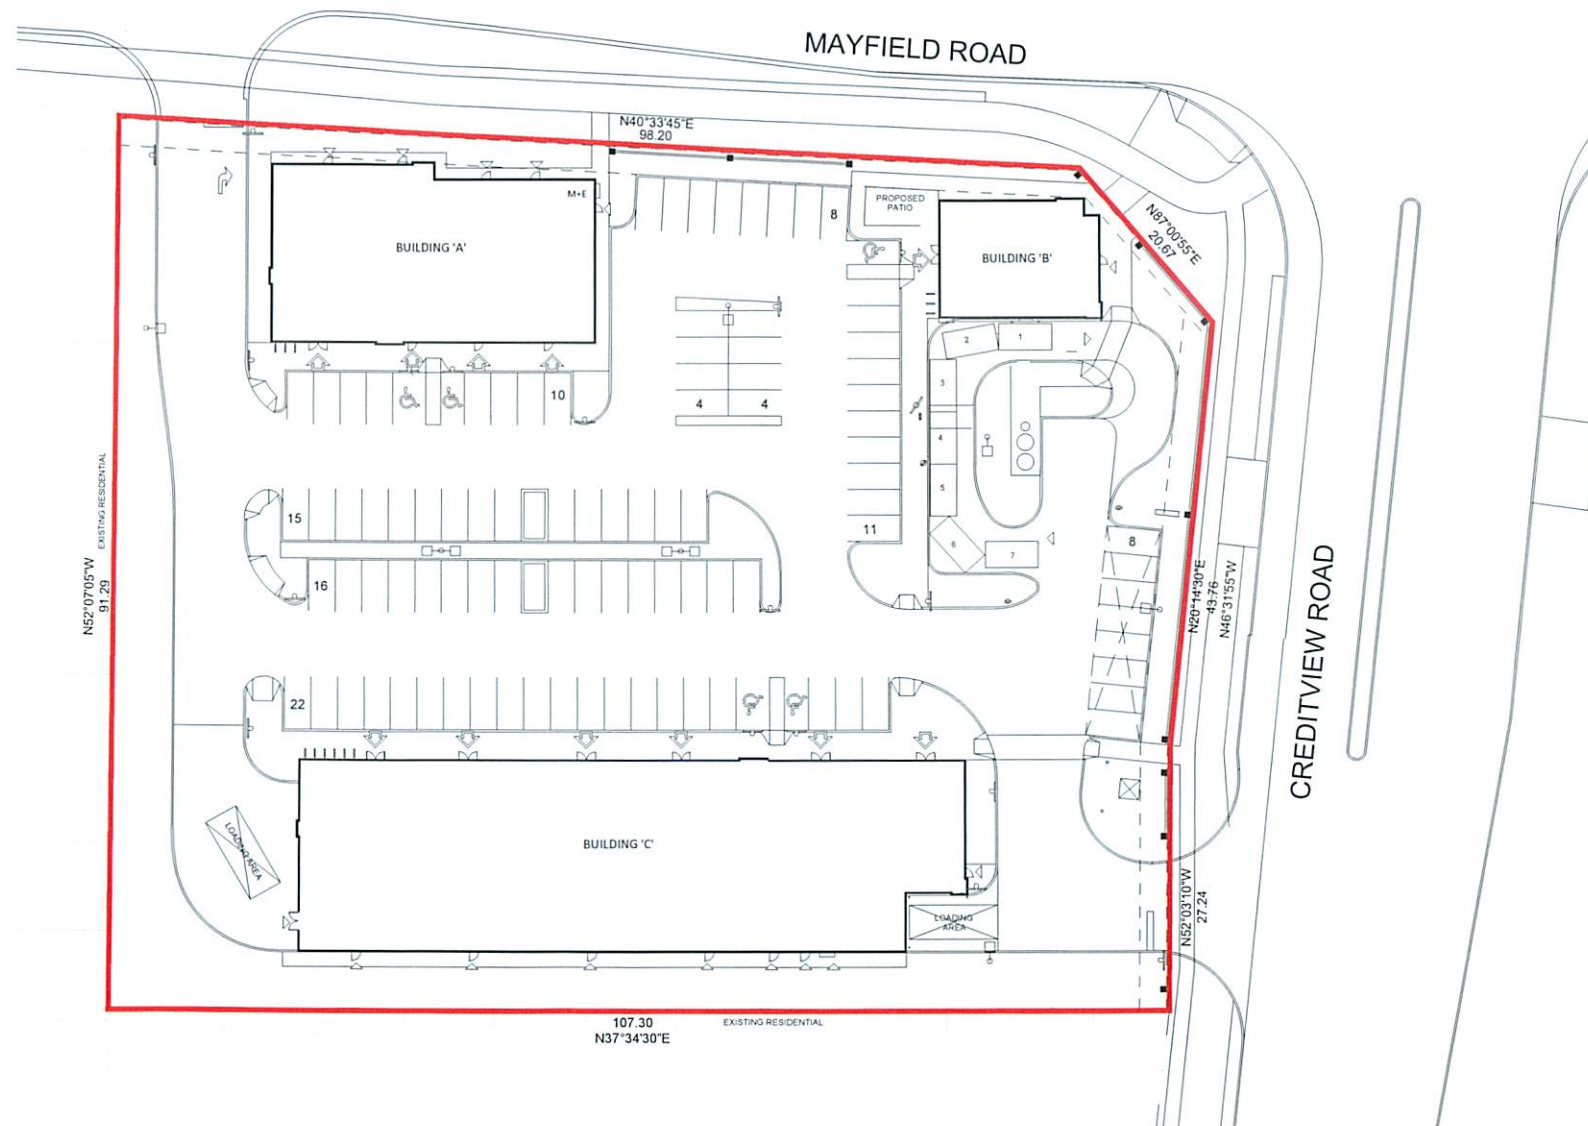 MAYFIELD ROAD
N40°33'45"E
98.20
N87°00'55"E
20.67
M+E
BUILDING 'A'
8
PROPOSED
PATIO
BUILDING 'B'
2
1
3
10
4
4
4
EXISTING RESIDENTIAL
N52°07'05"W
91.29
15
16
5
11
6
7
8
N20°14'30"E
43.76
N46°31'55"W
CREDITVIEW ROAD
22
LOADING AREA
BUILDING 'C'
LOADING
AREA
N52°03'10"W
27.24
107.30
N37°34'30"E
EXISTING RESIDENTIAL